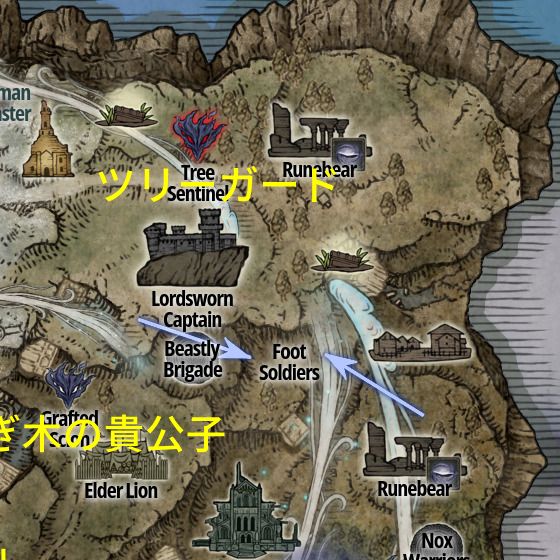 man
ster
Tree
Sentinel
ツリーガード
Runebear
Lordsworn
Captain
Beastly
Brigade
Foot
Soldiers
Grafted
Scion
ぎ木の貴公子
Elder Lion
Runebear
Nox
Warriors